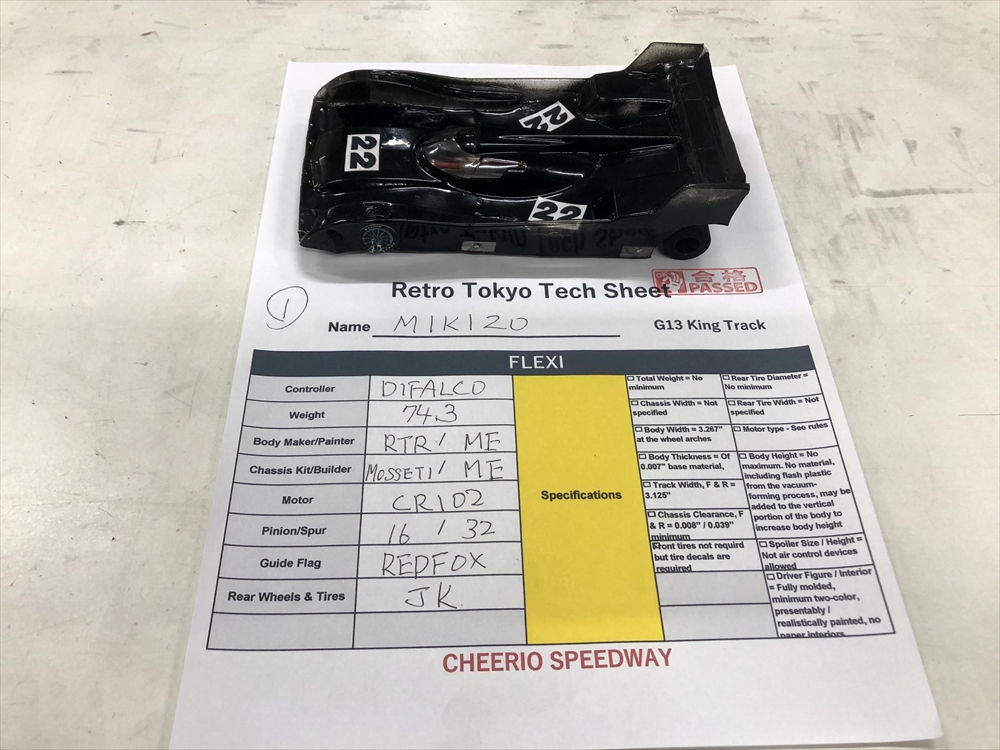 22
22
22
合格
PASSED
Retro Tokyo Tech Sheet
1
Name MIKIZO
G13 King Track
FLEXI
Controller DIFALCO
Weight 74.3
Body Maker/Painter RTR / ME
Chassis Kit/Builder MOSSETI / ME
Motor CR102
Pinion/Spur 16 / 32
Guide Flag REDFOX
Rear Wheels & Tires JK
Specifications
Total Weight = No
minimum
Rear Tire Diameter =
No minimum
Chassis Width = Not
specified
Rear Tire Width = Not
specified
Body Width = 3.267"
at the wheel arches
Motor type - See rules
Body Thickness = Of
0.007" base material,
Body Height = No
maximum. No material,
including flash plastic
from the vacuum-
forming process, may be
added to the vertical
portion of the body to
increase body height
Track Width, F & R =
3.125"
Chassis Clearance, F
& R = 0.008" / 0.039"
minimum
Front tires not requird
but tire decals are
required
Spoiler Size / Height =
Not air control devices
allowed
Driver Figure / Interior
= Fully molded,
minimum two-color,
presentably /
realistically painted, no
paper interiors
CHEERIO SPEEDWAY